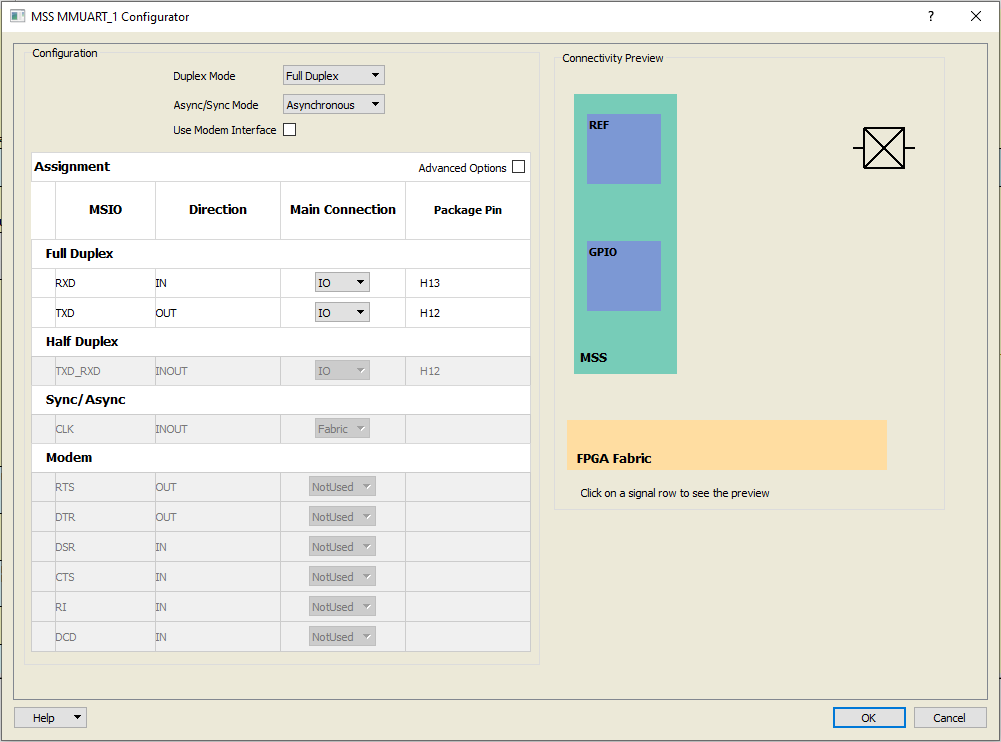 MSS MMUART_1 Configurator
?
Configuration
Duplex Mode Full Duplex
Async/Sync Mode Asynchronous
Use Modem Interface
Assignment Advanced Options
MSIO Direction Main Connection Package Pin
Full Duplex
RXD IN IO H13
TXD OUT IO H12
Half Duplex
TXD_RXD INOUT IO H12
Sync/Async
CLK INOUT Fabric
Modem
RTS OUT NotUsed
DTR OUT NotUsed
DSR IN NotUsed
CTS IN NotUsed
RI IN NotUsed
DCD IN NotUsed
Connectivity Preview
REF
GPIO
MSS
FPGA Fabric
Click on a signal row to see the preview
Help OK Cancel